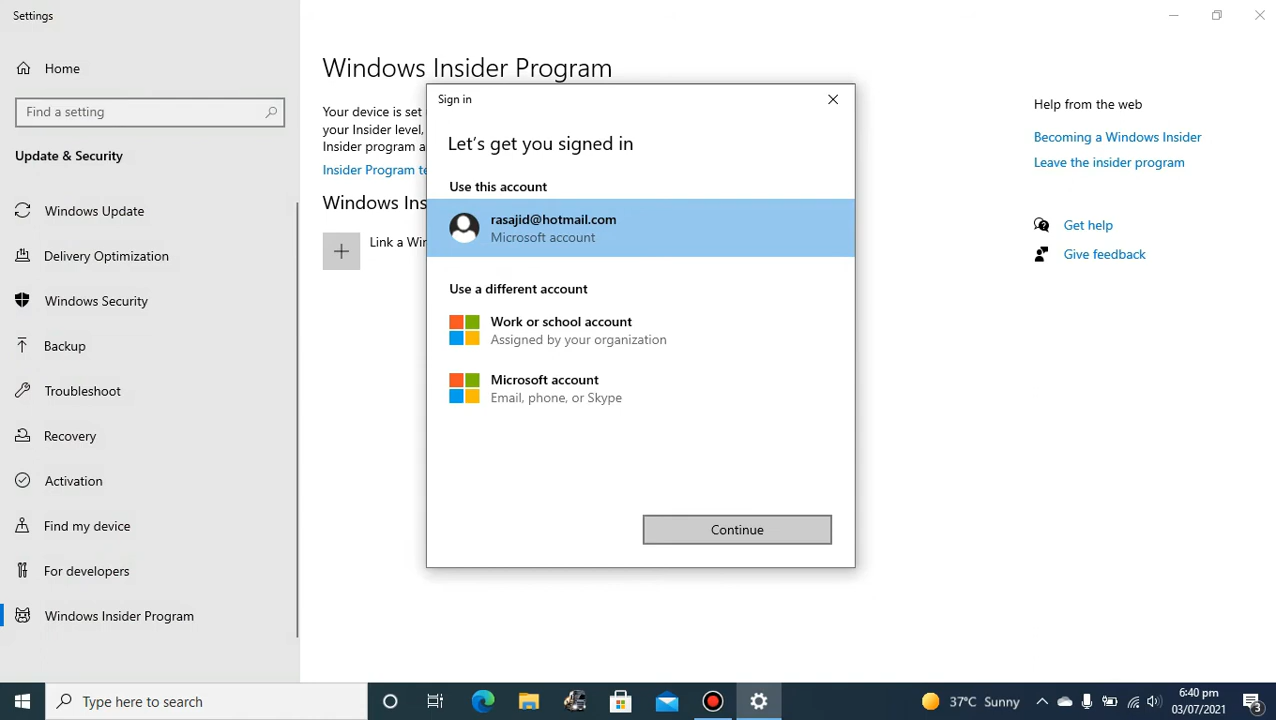 Settings
Home
Find a setting
Update & Security
Windows Update
Delivery Optimization
Windows Security
Backup
Troubleshoot
Recovery
Activation
Find my device
For developers
Windows Insider Program
Windows Insider Program
Your device is set
your Insider level,
Insider program a
Insider Program te
Windows Ins
Link a Wi
Sign in
Let's get you signed in
Use this account
rasajid@hotmail.com
Microsoft account
Use a different account
Work or school account
Assigned by your organization
Microsoft account
Email, phone, or Skype
Continue
Help from the web
Becoming a Windows Insider
Leave the insider program
Get help
Give feedback
Type here to search
37°C Sunny
6:40 pm
03/07/2021
3